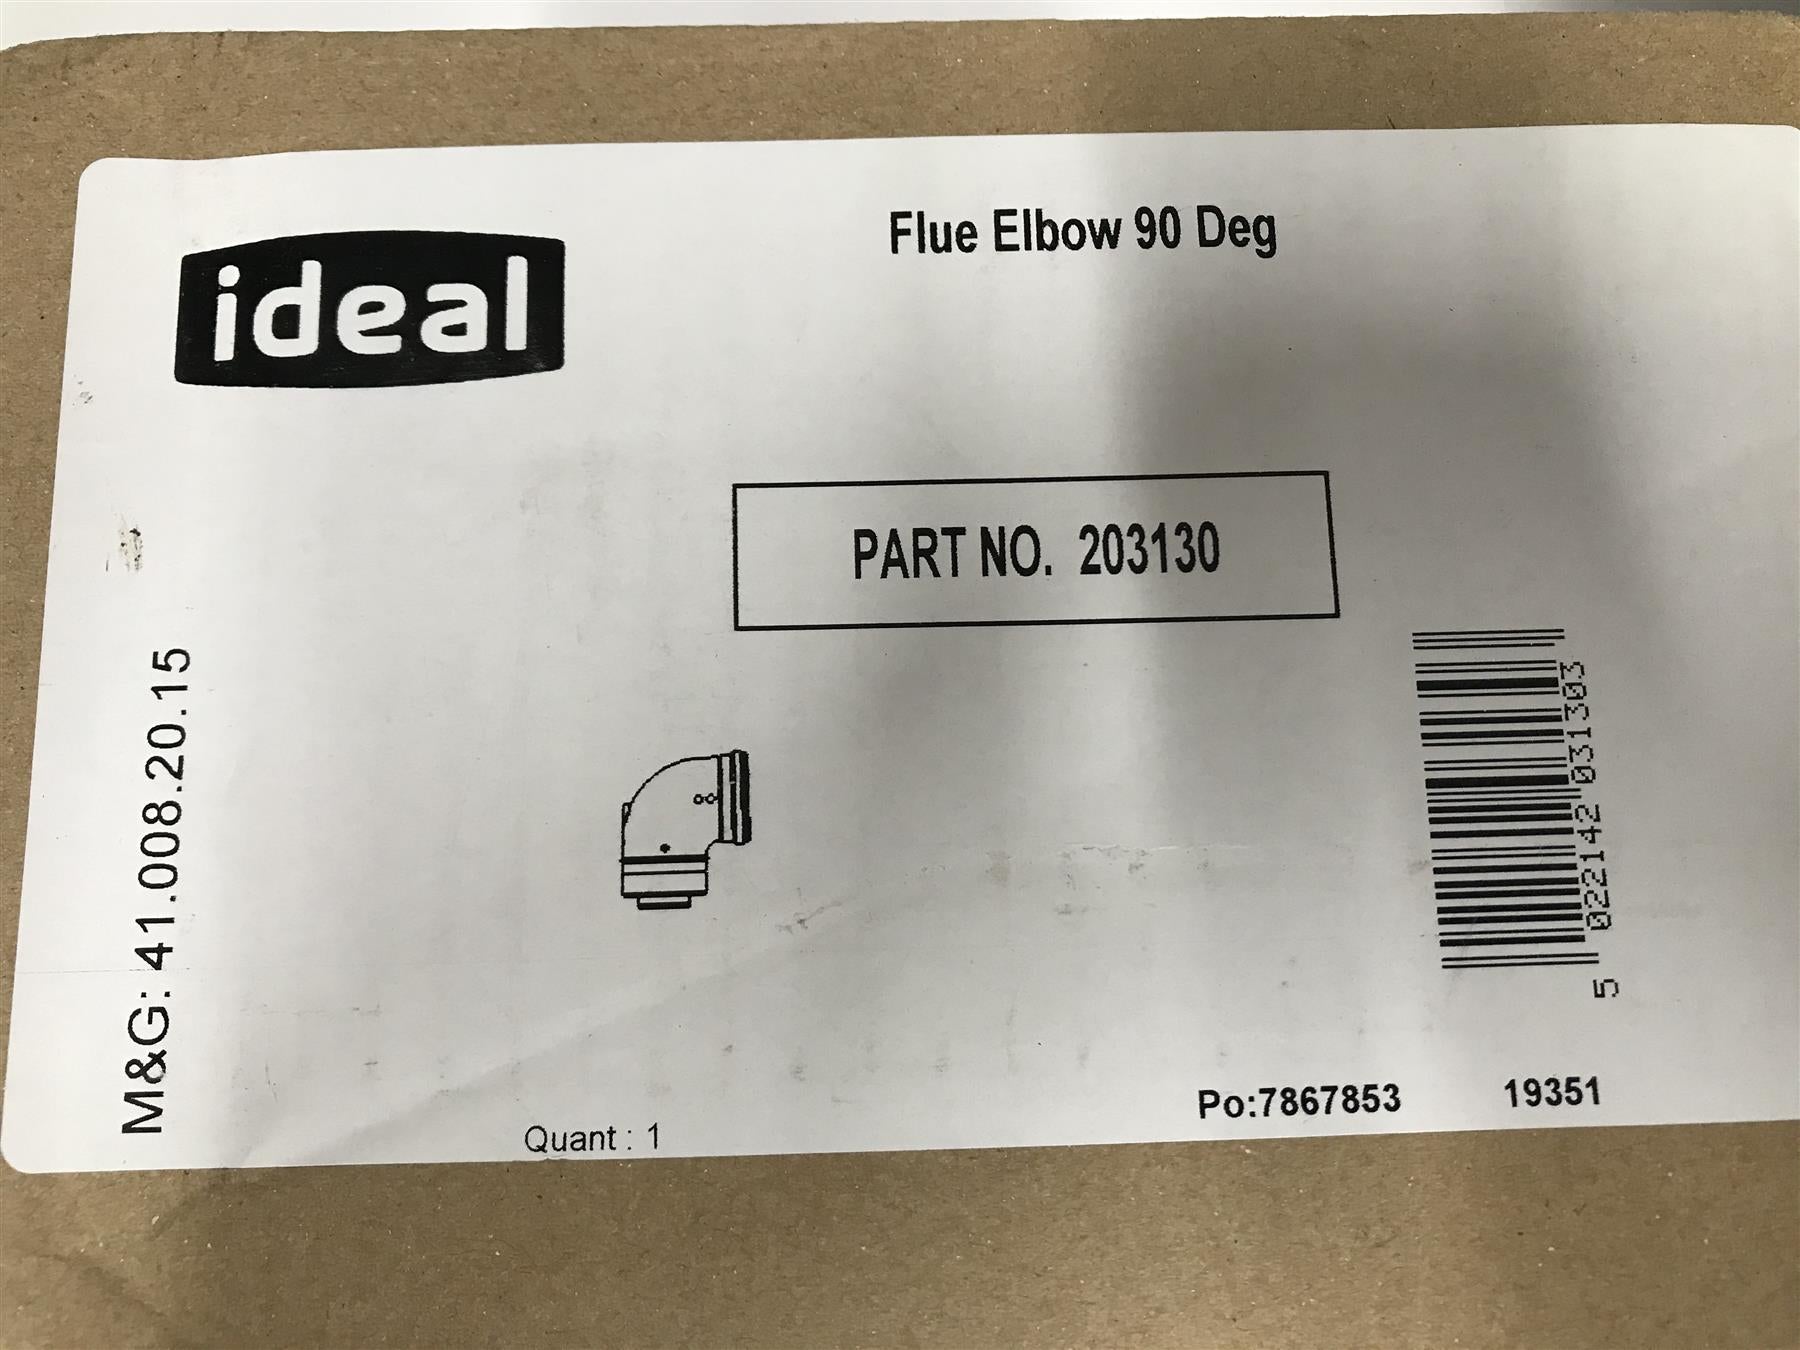 ideal
Flue Elbow 90 Deg
PART NO. 203130
M&G: 41.008.20.15
5 022142 031303
Po:7867853 19351
Quant : 1